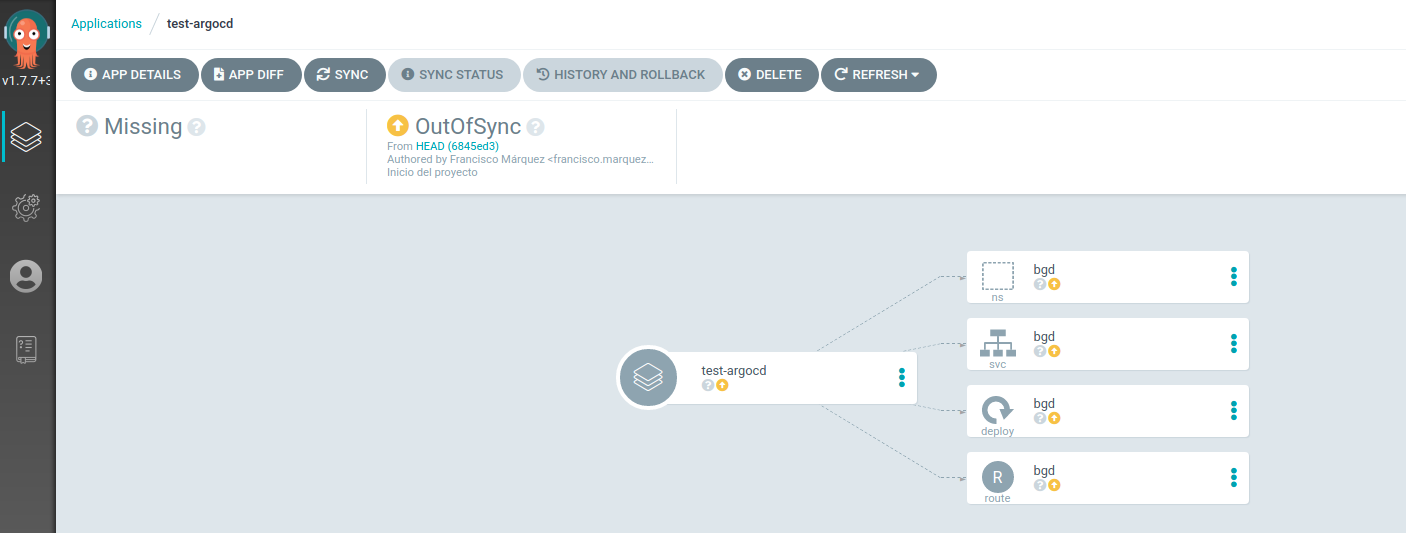 Applications / test-argocd
v1.7.7+3
APP DETAILS APP DIFF SYNC SYNC STATUS HISTORY AND ROLLBACK DELETE REFRESH
Missing
OutOfSync
From HEAD (6845ed3)
Authored by Francisco Márquez <francisco.marquez...
Inicio del proyecto
bgd
ns
bgd
svc
test-argocd
bgd
deploy
bgd
R
route